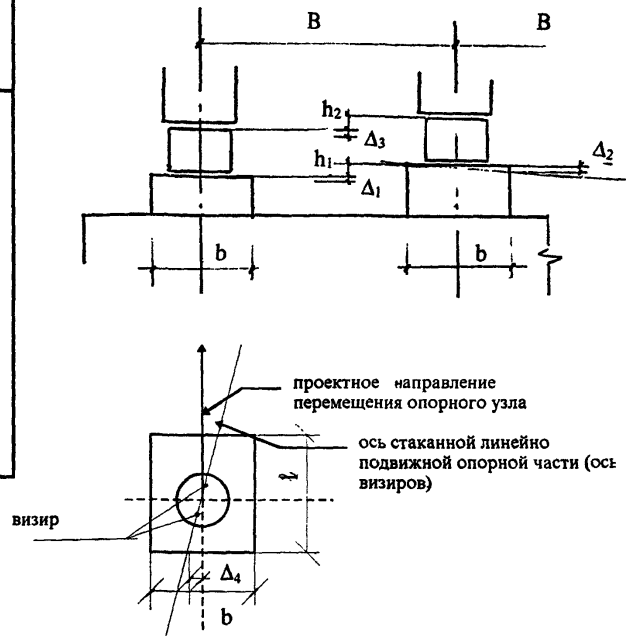 B
B
h₂
Δ₃
h₁
Δ₂
Δ₁
b
b
проектное направление
перемещения опорного узла
ось стаканной линейно
подвижной опорной части (ось
визиров)
ℓ
визир
Δ₄
b